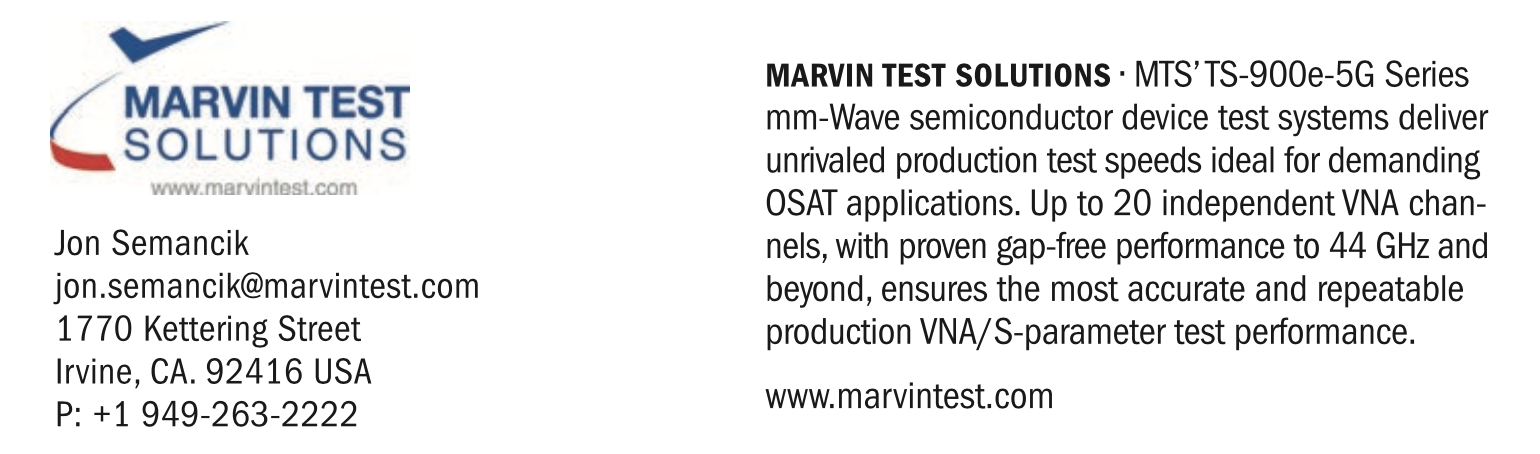 MARVIN TEST
SOLUTIONS
www.marvintest.com
Jon Semancik
jon.semancik@marvintest.com
1770 Kettering Street
Irvine, CA. 92416 USA
P: +1 949-263-2222
MARVIN TEST SOLUTIONS · MTS’ TS-900e-5G Series
mm-Wave semiconductor device test systems deliver
unrivaled production test speeds ideal for demanding
OSAT applications. Up to 20 independent VNA chan-
nels, with proven gap-free performance to 44 GHz and
beyond, ensures the most accurate and repeatable
production VNA/S-parameter test performance.
www.marvintest.com